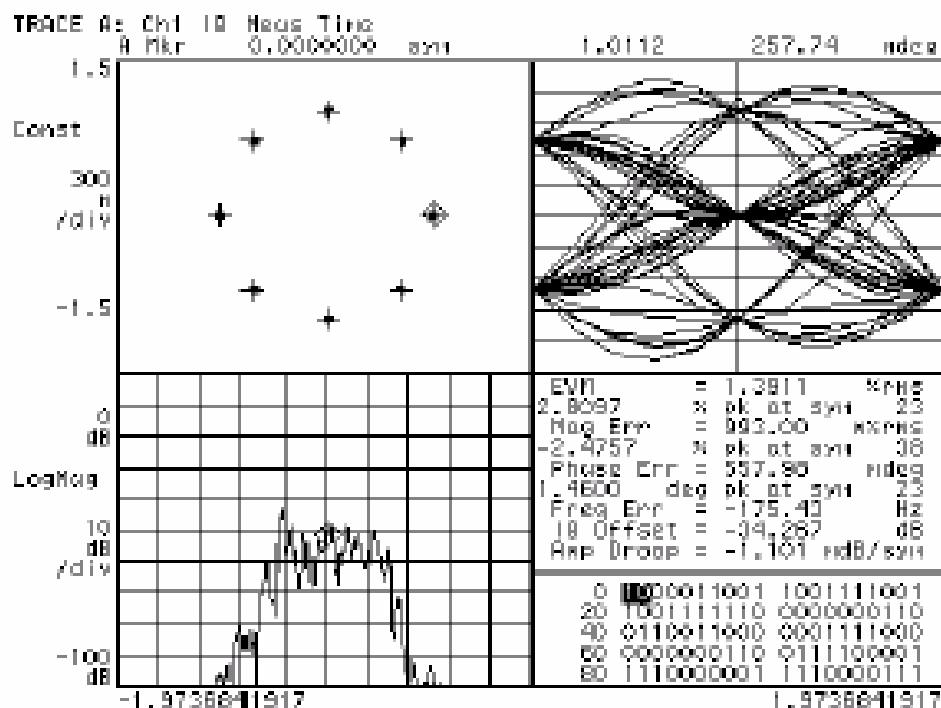 TRACE A: Ch1 IQ Meas Time
A Mkr 0.0000000 sym 1.0112 257.74 mdeg
1.5
Const
300
m
/div
-1.5
0
dB
LogMag
10
dB
/div
-100
dB
EVM = 1.3811 %rms
2.8097 % pk at sym 23
Mag Err = 993.00 m%rms
-2.4757 % pk at sym 38
Phase Err = 557.98 mdeg
1.4600 deg pk at sym 23
Freq Err = -175.43 Hz
IQ Offset = -34.287 dB
Amp Droop = -1.101 mdB/sym
0 0000011001 1001111001
20 1001111110 0000000110
40 0110011000 0001111000
60 0000000110 0111100001
80 1110000001 1110000111
-1.9736841917 1.9736841917